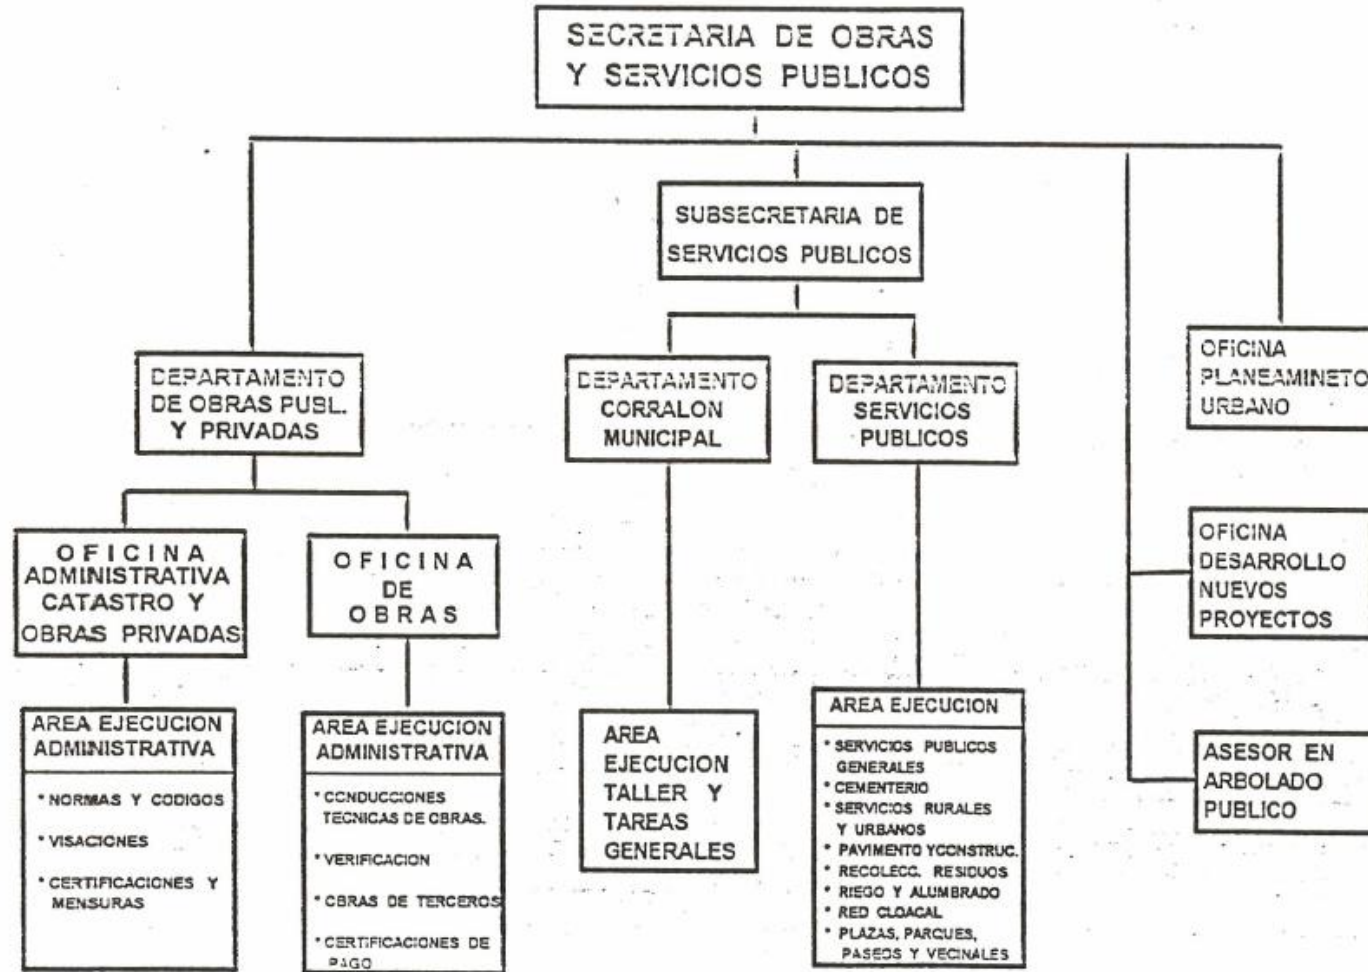 SECRETARIA DE OBRAS
Y SERVICIOS PUBLICOS
SUBSECRETARIA DE
SERVICIOS PUBLICOS
DEPARTAMENTO
DE OBRAS PUBL.
Y PRIVADAS
DEPARTAMENTO
CORRALON
MUNICIPAL
DEPARTAMENTO
SERVICIOS
PUBLICOS
OFICINA
PLANEAMINETO
URBANO
OFICINA
ADMINISTRATIVA
CATASTRO Y
OBRAS PRIVADAS
OFICINA
DE
OBRAS
OFICINA
DESARROLLO
NUEVOS
PROYECTOS
AREA EJECUCION
ADMINISTRATIVA
* NORMAS Y CODIGOS
* VISACIONES
* CERTIFICACIONES Y
MENSURAS
AREA EJECUCION
ADMINISTRATIVA
* CONDUCCIONES
TECNICAS DE OBRAS.
* VERIFICACION
* OBRAS DE TERCEROS
* CERTIFICACIONES DE
PAGO
AREA
EJECUCION
TALLER Y
TAREAS
GENERALES
AREA EJECUCION
* SERVICIOS PUBLICOS
GENERALES
* CEMENTERIO
* SERVICIOS RURALES
Y URBANOS
* PAVIMENTO YCONSTRUC.
* RECOLECC. RESIDUOS
* RIEGO Y ALUMBRADO
* RED CLOACAL
* PLAZAS, PARQUES,
PASEOS Y VECINALES
ASESOR EN
ARBOLADO
PUBLICO